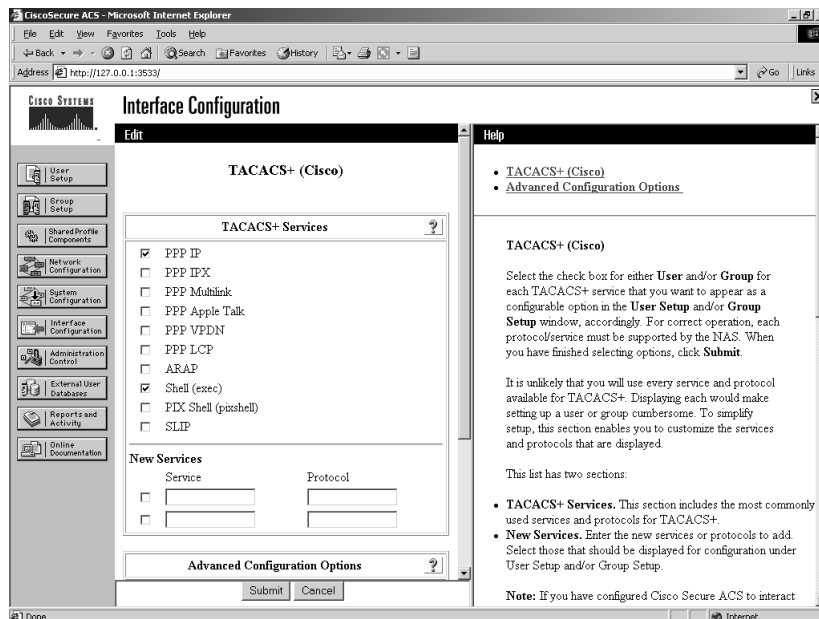 CiscoSecure ACS - Microsoft Internet Explorer
File Edit View Favorites Tools Help
Back Search Favorites History
Address http://127.0.0.1:3533/ Go Links
CISCO SYSTEMS
Interface Configuration
User Setup
Group Setup
Shared Profile Components
Network Configuration
System Configuration
Interface Configuration
Administration Control
External User Databases
Reports and Activity
Online Documentation
Edit
TACACS+ (Cisco)
TACACS+ Services ?
PPP IP
PPP IPX
PPP Multilink
PPP Apple Talk
PPP VPDN
PPP LCP
ARAP
Shell (exec)
PIX Shell (pixshell)
SLIP
New Services
Service Protocol
Advanced Configuration Options ?
Submit Cancel
Help
• TACACS+ (Cisco)
• Advanced Configuration Options
TACACS+ (Cisco)
Select the check box for either User and/or Group for
each TACACS+ service that you want to appear as a
configurable option in the User Setup and/or Group
Setup window, accordingly. For correct operation, each
protocol/service must be supported by the NAS. When
you have finished selecting options, click Submit.
It is unlikely that you will use every service and protocol
available for TACACS+. Displaying each would make
setting up a user or group cumbersome. To simplify
setup, this section enables you to customize the services
and protocols that are displayed.
This list has two sections:
• TACACS+ Services. This section includes the most commonly
used services and protocols for TACACS+.
• New Services. Enter the new services or protocols to add.
Select those that should be displayed for configuration under
User Setup and/or Group Setup.
Note: If you have configured Cisco Secure ACS to interact
Done Internet